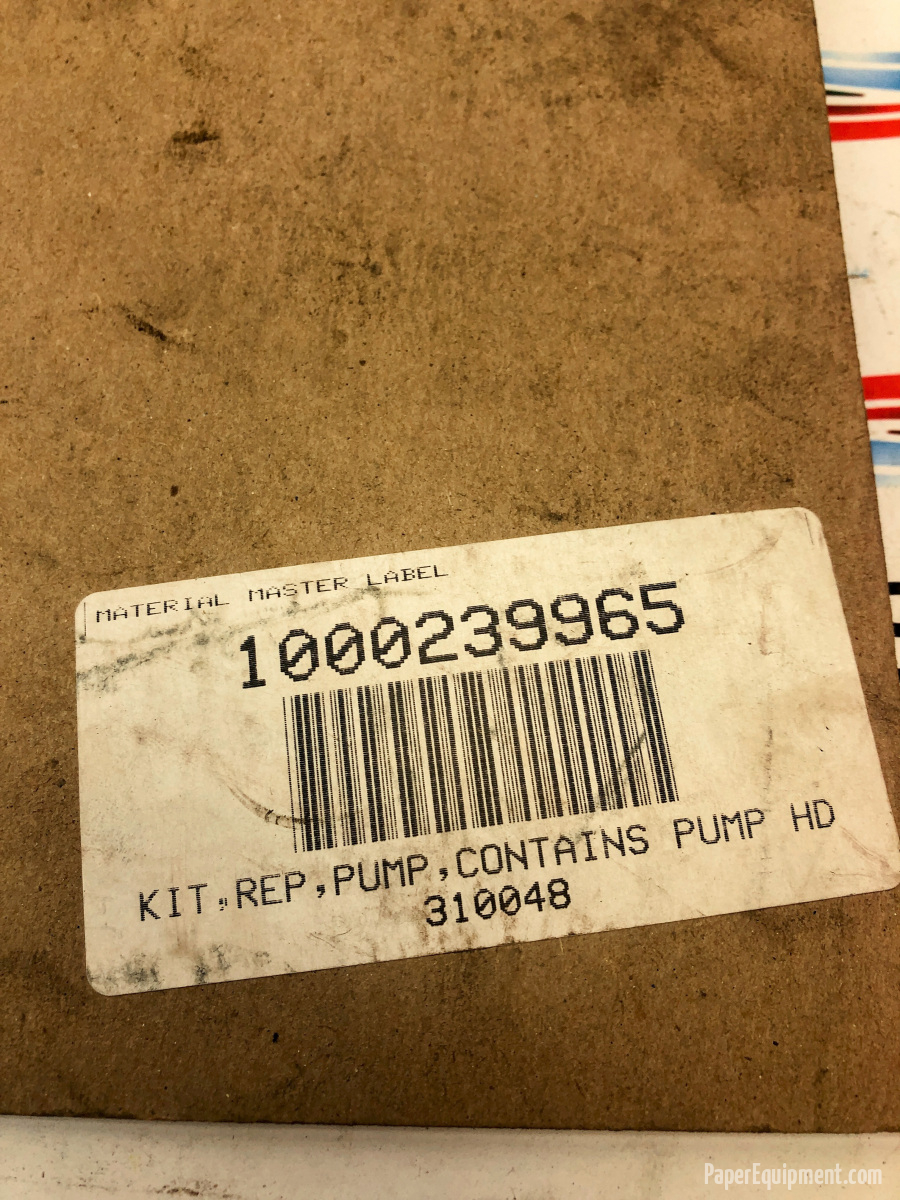 MATERIAL MASTER LABEL
1000239965
KIT,REP,PUMP,CONTAINS PUMP HD
310048
PaperEquipment.com